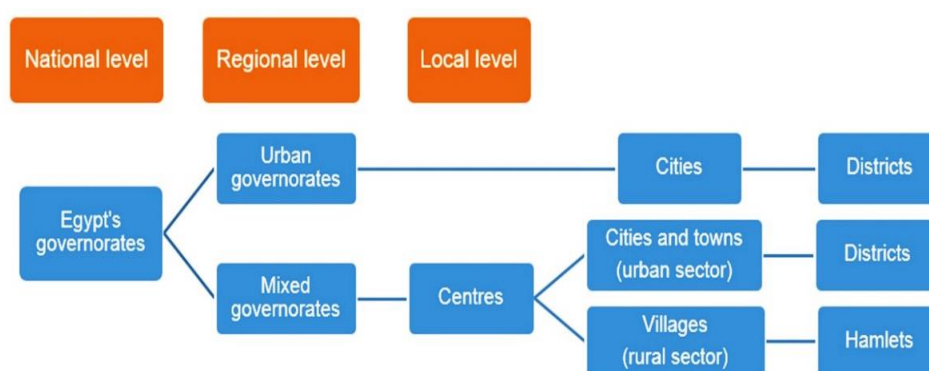 National level
Regional level
Local level
Urban
governorates
Cities
Districts
Egypt's
governorates
Cities and towns
(urban sector)
Districts
Mixed
governorates
Centres
Villages
(rural sector)
Hamlets